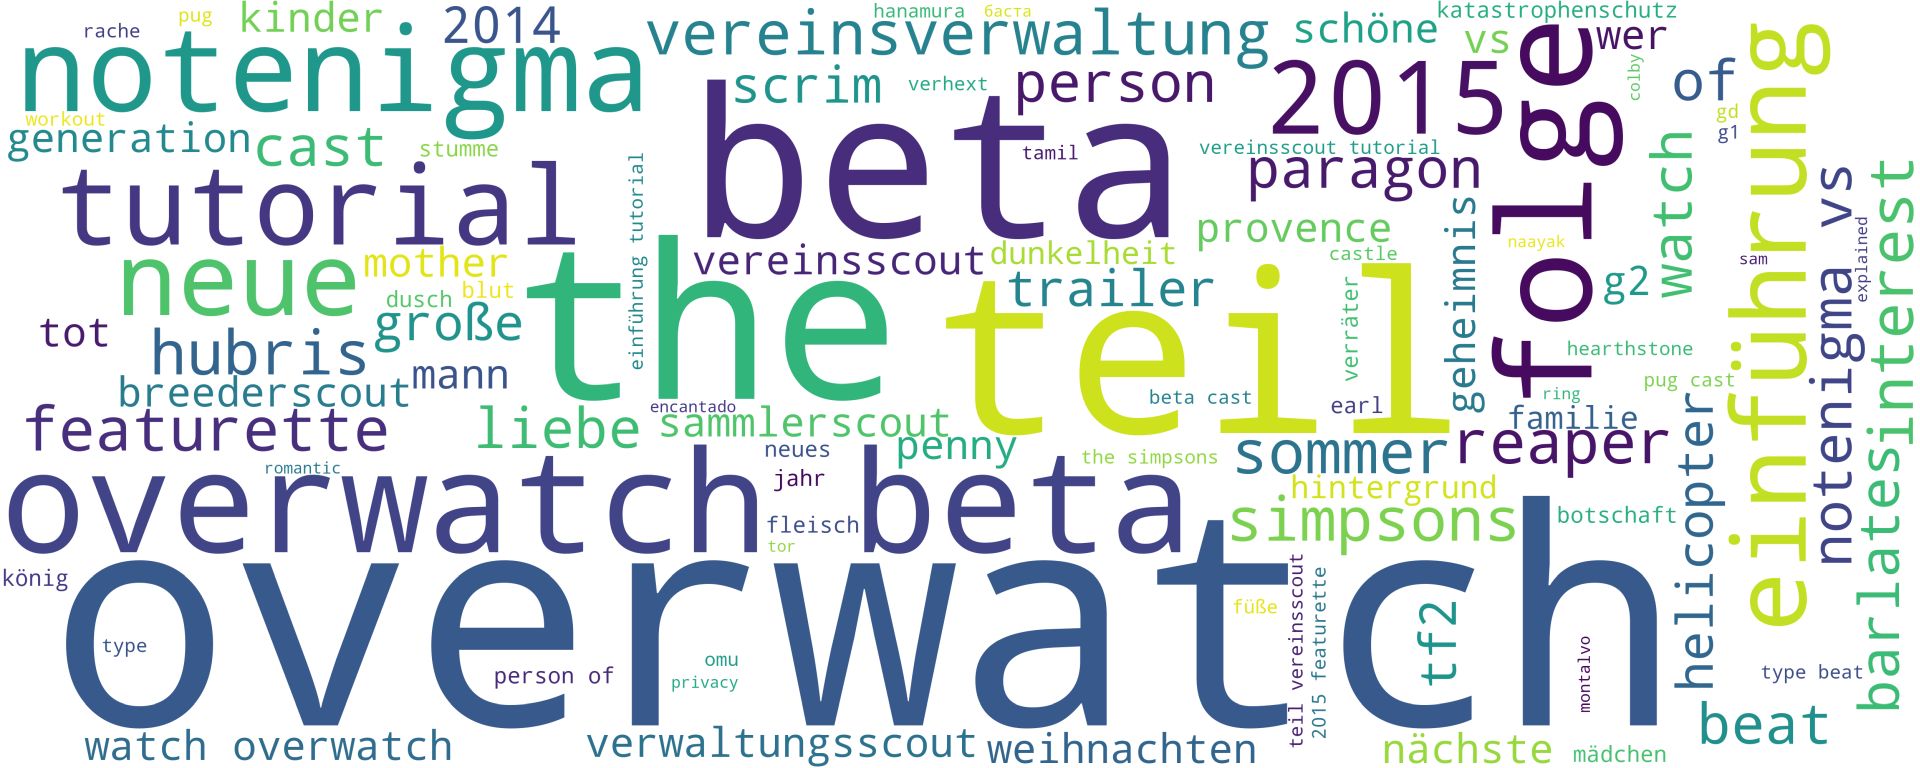 rache
pug
kinder
2014
vereinsverwaltung
hanamura
баста
schöne
katastrophenschutz
vs
wer
notenigma
workout
generation
cast
stumme
scrim
verhext
person
2015
folge
colby
of
gd
g1
einführung
tutorial
einführung tutorial
beta
tamil
vereinsscout tutorial
paragon
watch
notenigma vs
barlatesinterest
explained
neue
mother
dusch
blut
große
the
vereinsscout
dunkelheit
trailer
provence
castle
verräter
geheimnis
naayak
g2
sam
tot
hubris
breederscout
mann
teil
beta cast
earl
hearthstone
ring
pug cast
familie
featurette
liebe
encantado
sammlerscout
penny
neues
jahr
the simpsons
sommer
reaper
hintergrund
helicopter
romantic
overwatch beta
fleisch
tor
simpsons
botschaft
könig
overwatch
type
person of
omu
privacy
füße
teil vereinsscout
2015 featurette
tf2
montalvo
type beat
beat
watch overwatch
verwaltungsscout
weihnachten
nächste
mädchen